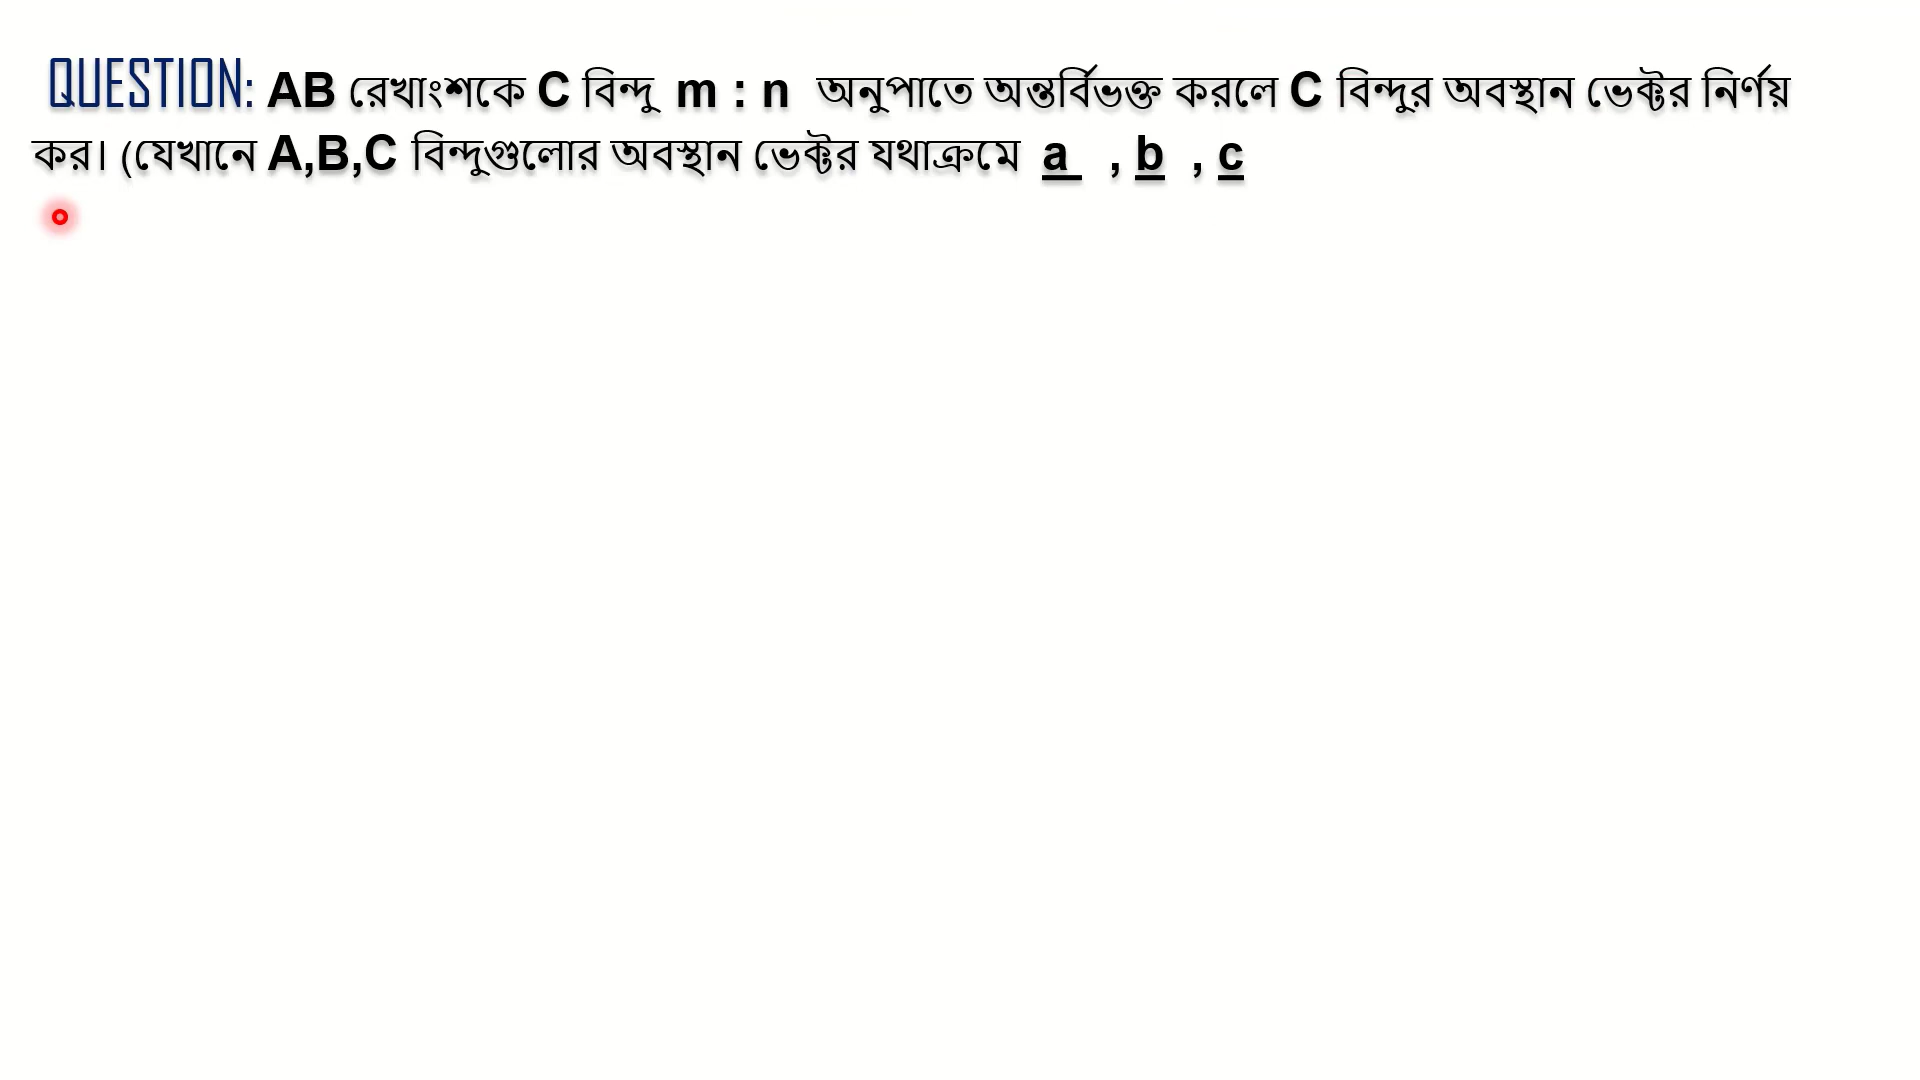 QUESTION: AB রেখাংশকে C বিন্দু m : n অনুপাতে অন্তর্বিভক্ত করলে C বিন্দুর অবস্থান ভেক্টর নির্ণয়
কর। (যেখানে A,B,C বিন্দুগুলোর অবস্থান ভেক্টর যথাক্রমে a , b , c